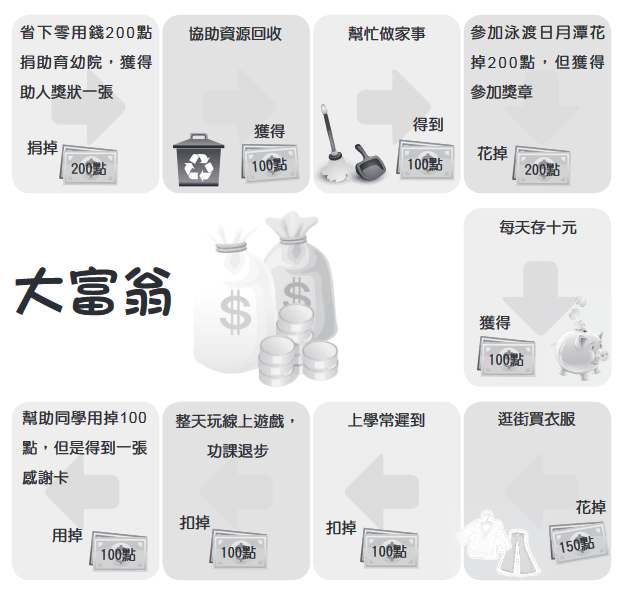 省下零用錢200點
捐助育幼院，獲得
助人獎狀一張
捐掉
200點
協助資源回收
獲得
100點
幫忙做家事
得到
100點
參加泳渡日月潭花
掉200點，但獲得
參加獎章
花掉
200點
大富翁
$
$
每天存十元
獲得
100點
幫助同學用掉100
點，但是得到一張
感謝卡
用掉
100點
整天玩線上遊戲，
功課退步
扣掉
100點
上學常遲到
扣掉
100點
逛街買衣服
花掉
150點